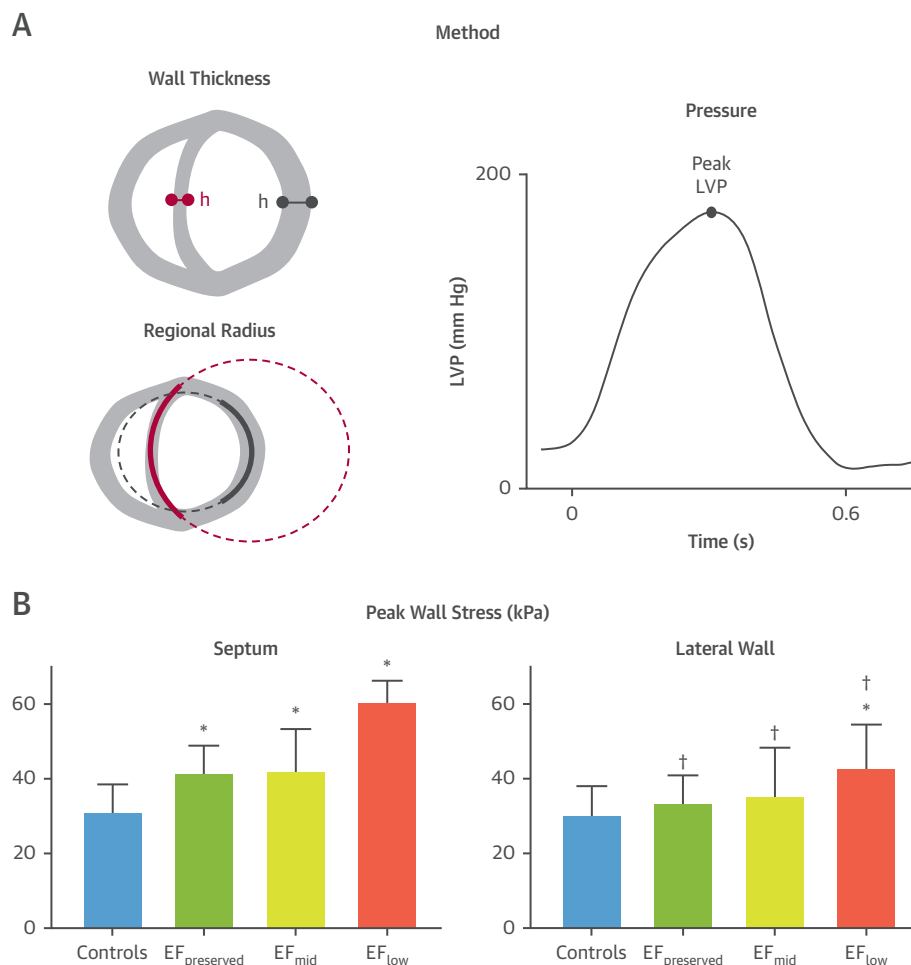 A
Method
Wall Thickness
h
h
Regional Radius
Pressure
Peak
LVP
200
LVP (mm Hg)
0
0
0.6
Time (s)
B
Peak Wall Stress (kPa)
Septum
60
40
20
0
*
*
*
Controls
EFpreserved
EFmid
EFlow
Lateral Wall
60
40
20
0
†
†
†
*
Controls
EFpreserved
EFmid
EFlow